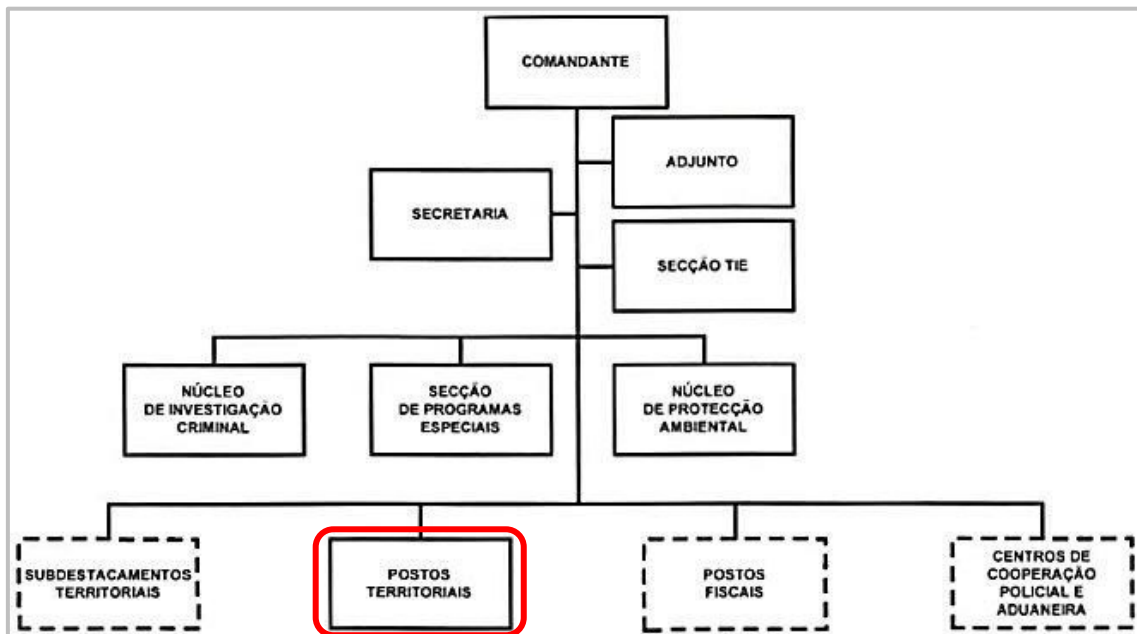 COMANDANTE
ADJUNTO
SECRETARIA
SECÇÃO TIE
NÚCLEO
DE INVESTIGAÇÃO
CRIMINAL
SECÇÃO
DE PROGRAMAS
ESPECIAIS
NÚCLEO
DE PROTECÇÃO
AMBIENTAL
SUBDESTACAMENTOS
TERRITORIAIS
POSTOS
TERRITORIAIS
POSTOS
FISCAIS
CENTROS DE
COOPERAÇÃO
POLICIAL E
ADUANEIRA